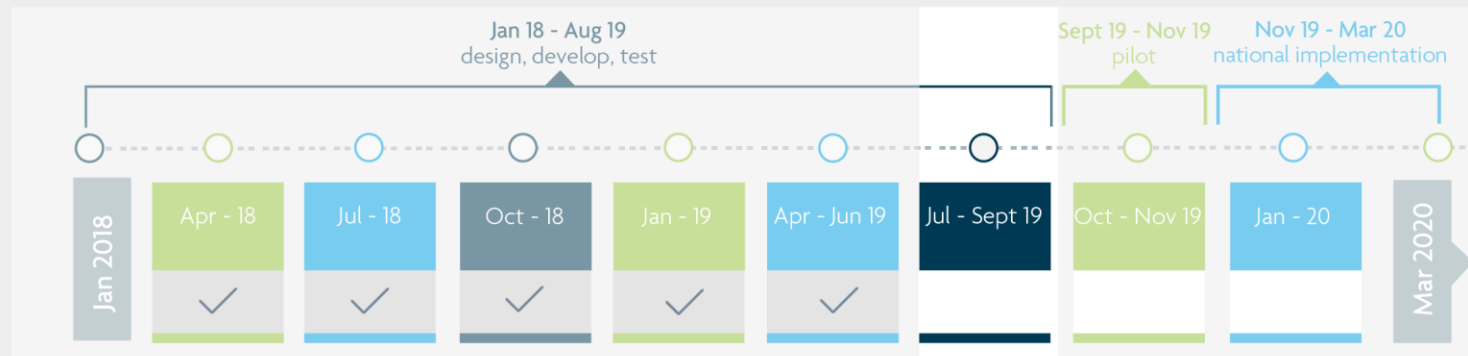 Jan 18 - Aug 19
design, develop, test
Sept 19 - Nov 19
pilot
Nov 19 - Mar 20
national implementation
Jan 2018
Apr - 18
Jul - 18
Oct - 18
Jan - 19
Apr - Jun 19
Jul - Sept 19
Oct - Nov 19
Jan - 20
Mar 2020